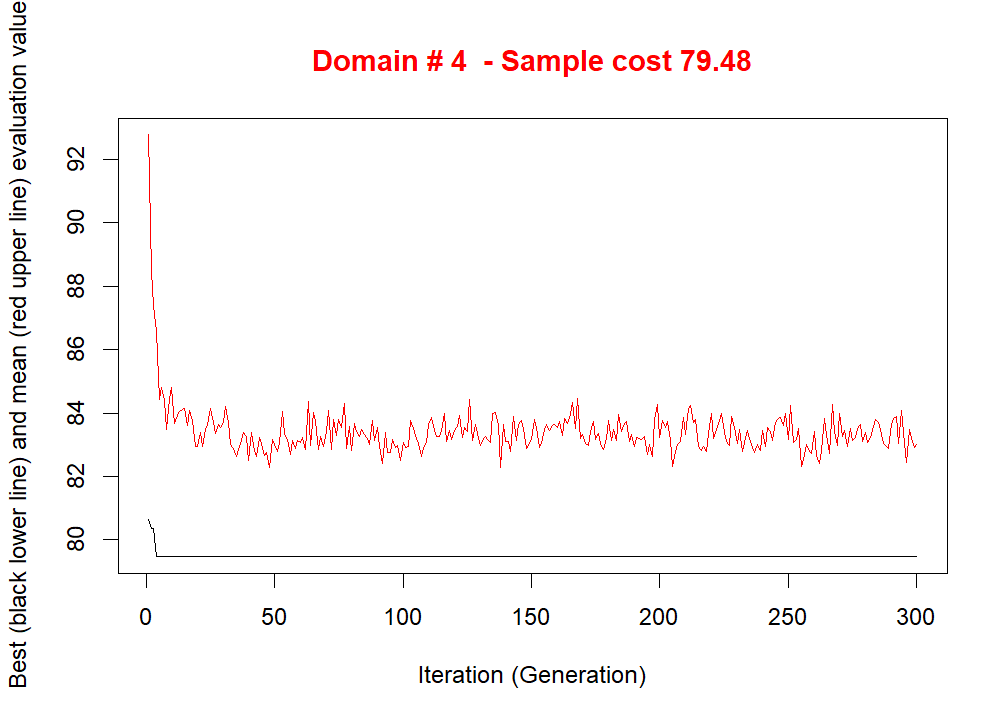 Domain # 4  - Sample cost 79.48
Best (black lower line) and mean (red upper line) evaluation value
92
90
88
86
84
82
80
0 50 100 150 200 250 300
Iteration (Generation)